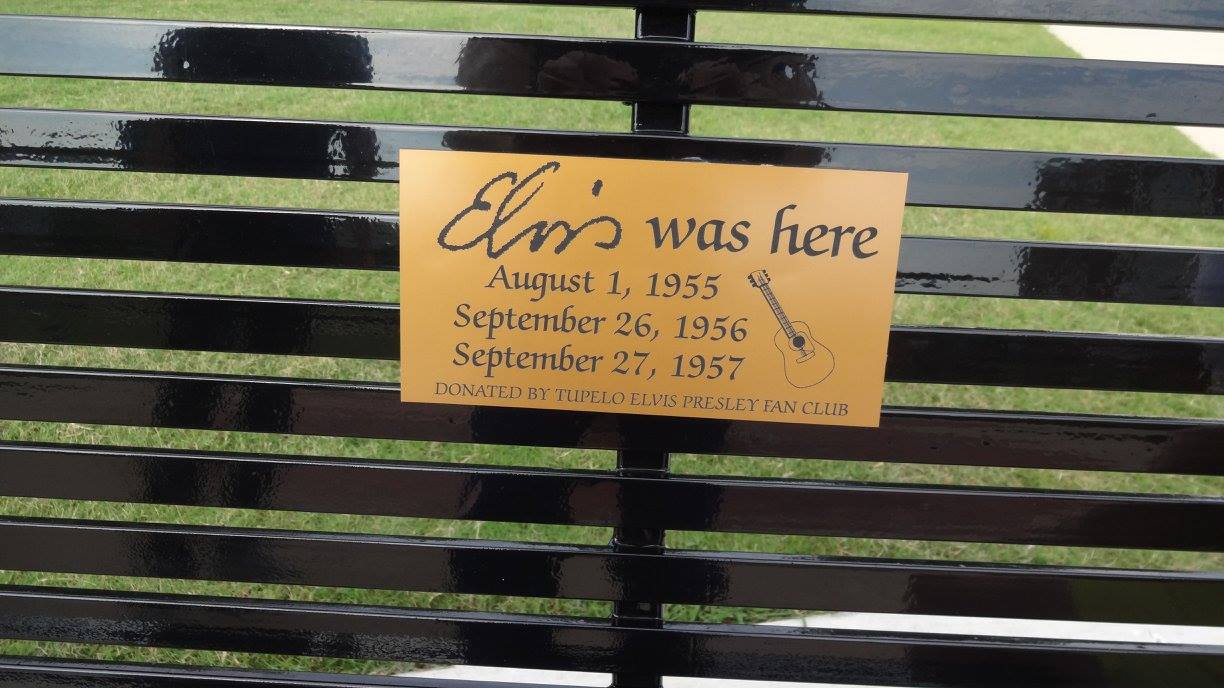 Elvis was here
August 1, 1955
September 26, 1956
September 27, 1957
DONATED BY TUPELO ELVIS PRESLEY FAN CLUB